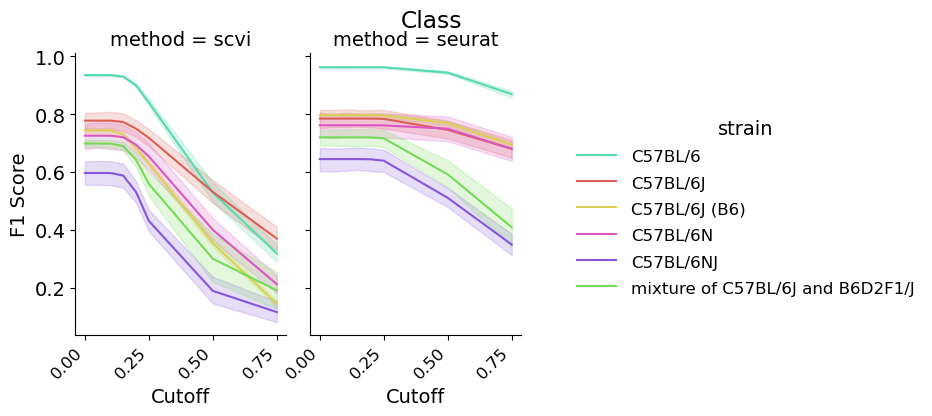 Class
method = scvi
method = seurat
F1 Score
1.0
0.8
0.6
0.4
0.2
0.00
0.25
0.50
0.75
Cutoff
0.00
0.25
0.50
0.75
Cutoff
strain
C57BL/6
C57BL/6J
C57BL/6J (B6)
C57BL/6N
C57BL/6NJ
mixture of C57BL/6J and B6D2F1/J